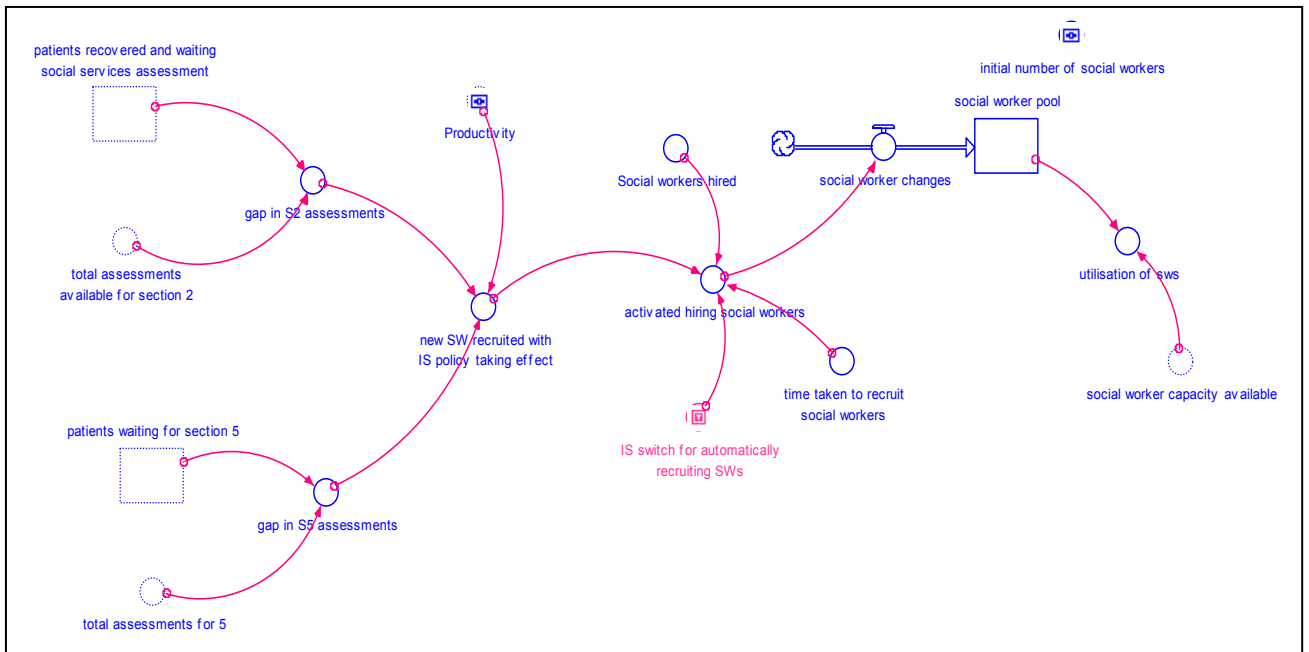 patients recovered and waiting
social services assessment
initial number of social workers
social worker pool
Productivity
Social workers hired
social worker changes
gap in S2 assessments
total assessments
available for section 2
utilisation of sws
activated hiring social workers
new SW recruited with
IS policy taking effect
time taken to recruit
social workers
social worker capacity available
patients waiting for section 5
IS switch for automatically
recruiting SWs
gap in S5 assessments
total assessments for 5